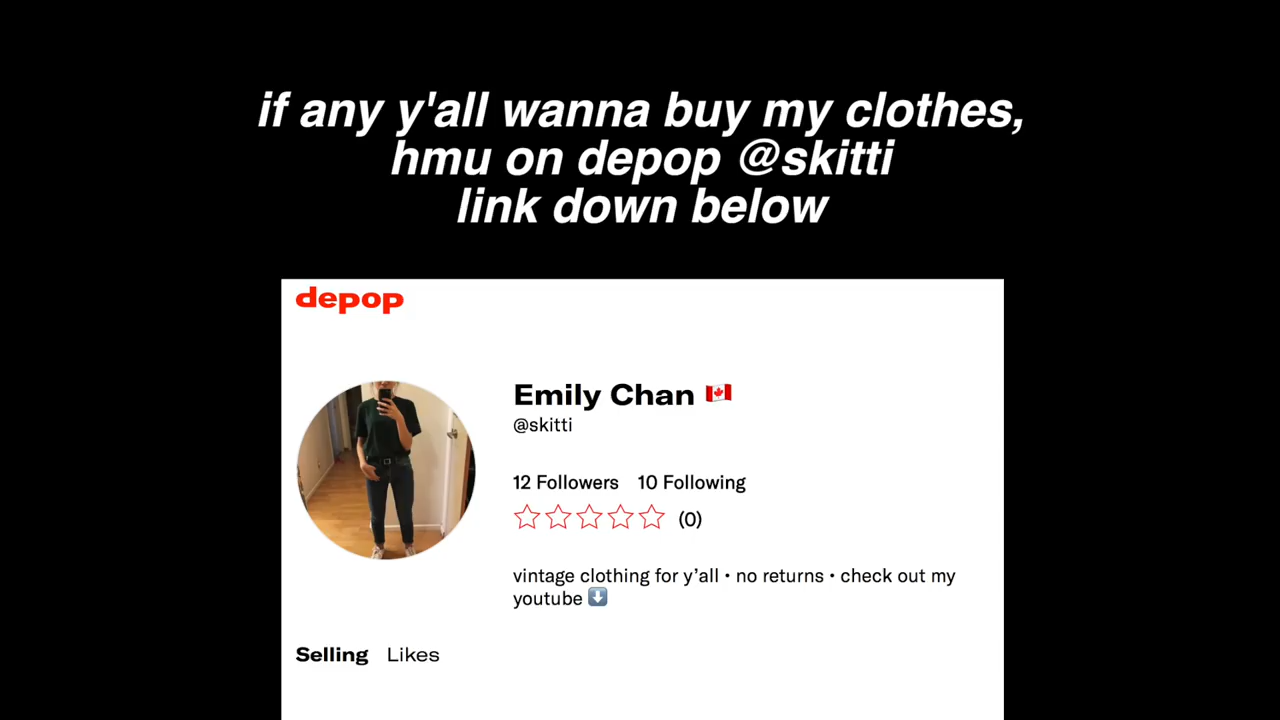 if any y'all wanna buy my clothes,
hmu on depop @skitti
link down below
depop
Emily Chan 🇨🇦
@skitti
12 Followers 10 Following
(0)
vintage clothing for y’all • no returns • check out my
youtube ⬇️
Selling Likes